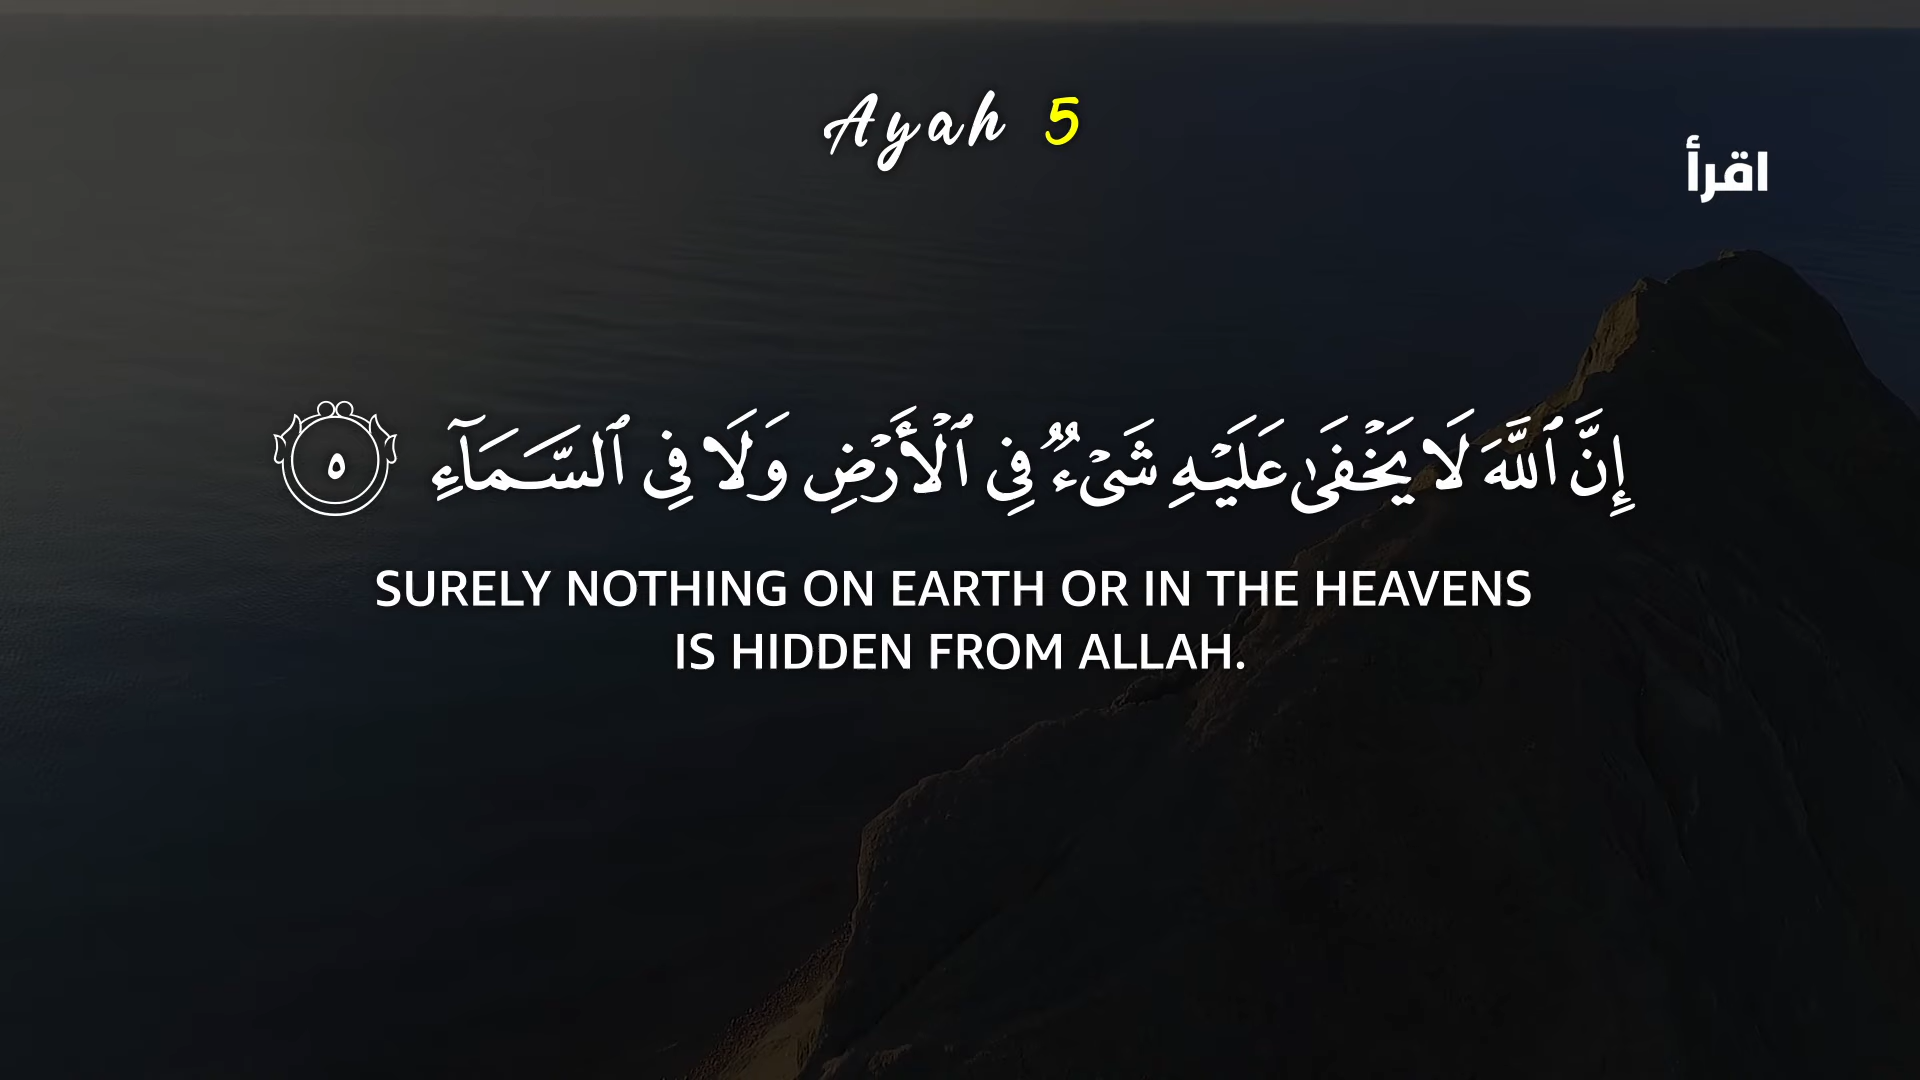 Ayah 5
اقرأ
إِنَّ ٱللَّهَ لَا يَخْفَىٰ عَلَيْهِ شَىْءٌ فِى ٱلْأَرْضِ وَلَا فِى ٱلسَّمَآءِ ٥
SURELY NOTHING ON EARTH OR IN THE HEAVENS
IS HIDDEN FROM ALLAH.